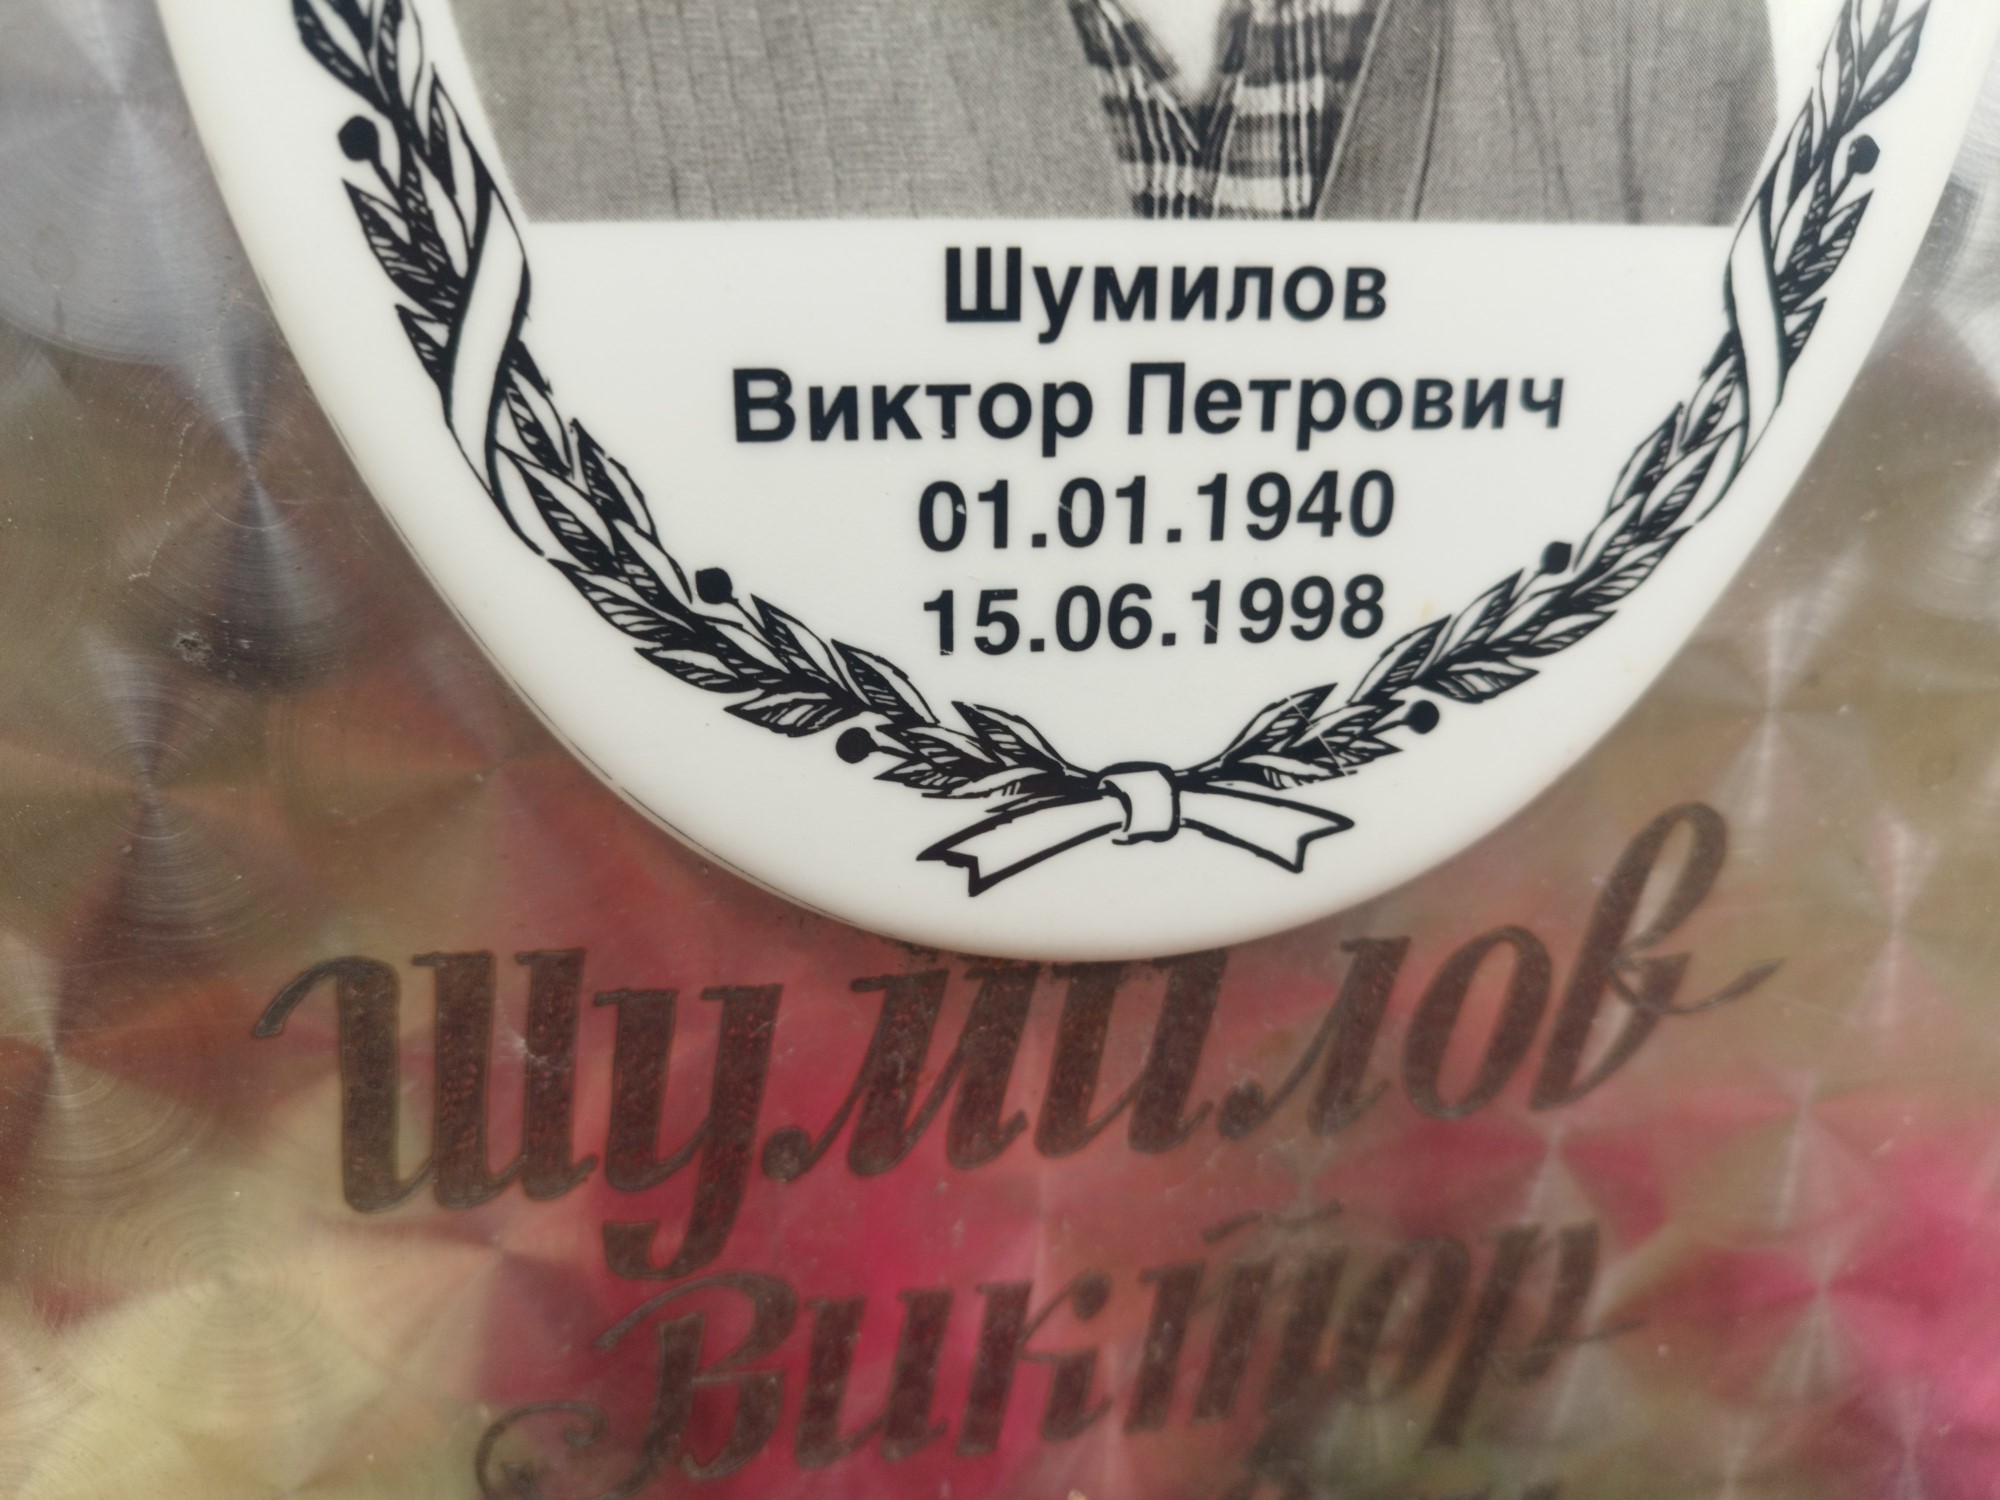 Шумилов
Виктор Петрович
01.01.1940
15.06.1998
Шумилов
Виктор